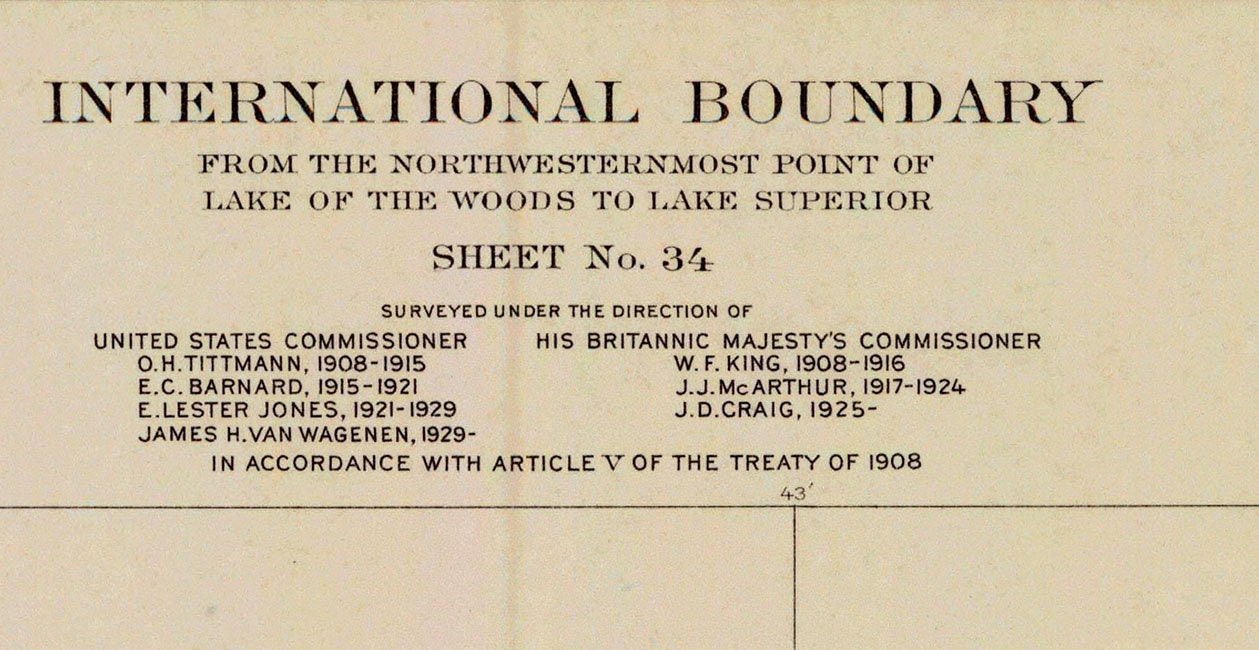 INTERNATIONAL BOUNDARY
FROM THE NORTHWESTERNMOST POINT OF
LAKE OF THE WOODS TO LAKE SUPERIOR
SHEET No. 34
SURVEYED UNDER THE DIRECTION OF
UNITED STATES COMMISSIONER
O.H.TITTMANN, 1908-1915
E.C.BARNARD, 1915-1921
E.LESTER JONES, 1921-1929
JAMES H.VAN WAGENEN, 1929-
HIS BRITANNIC MAJESTY'S COMMISSIONER
W.F. KING, 1908-1916
J.J.McARTHUR, 1917-1924
J.D.CRAIG, 1925-
IN ACCORDANCE WITH ARTICLE V OF THE TREATY OF 1908
43'